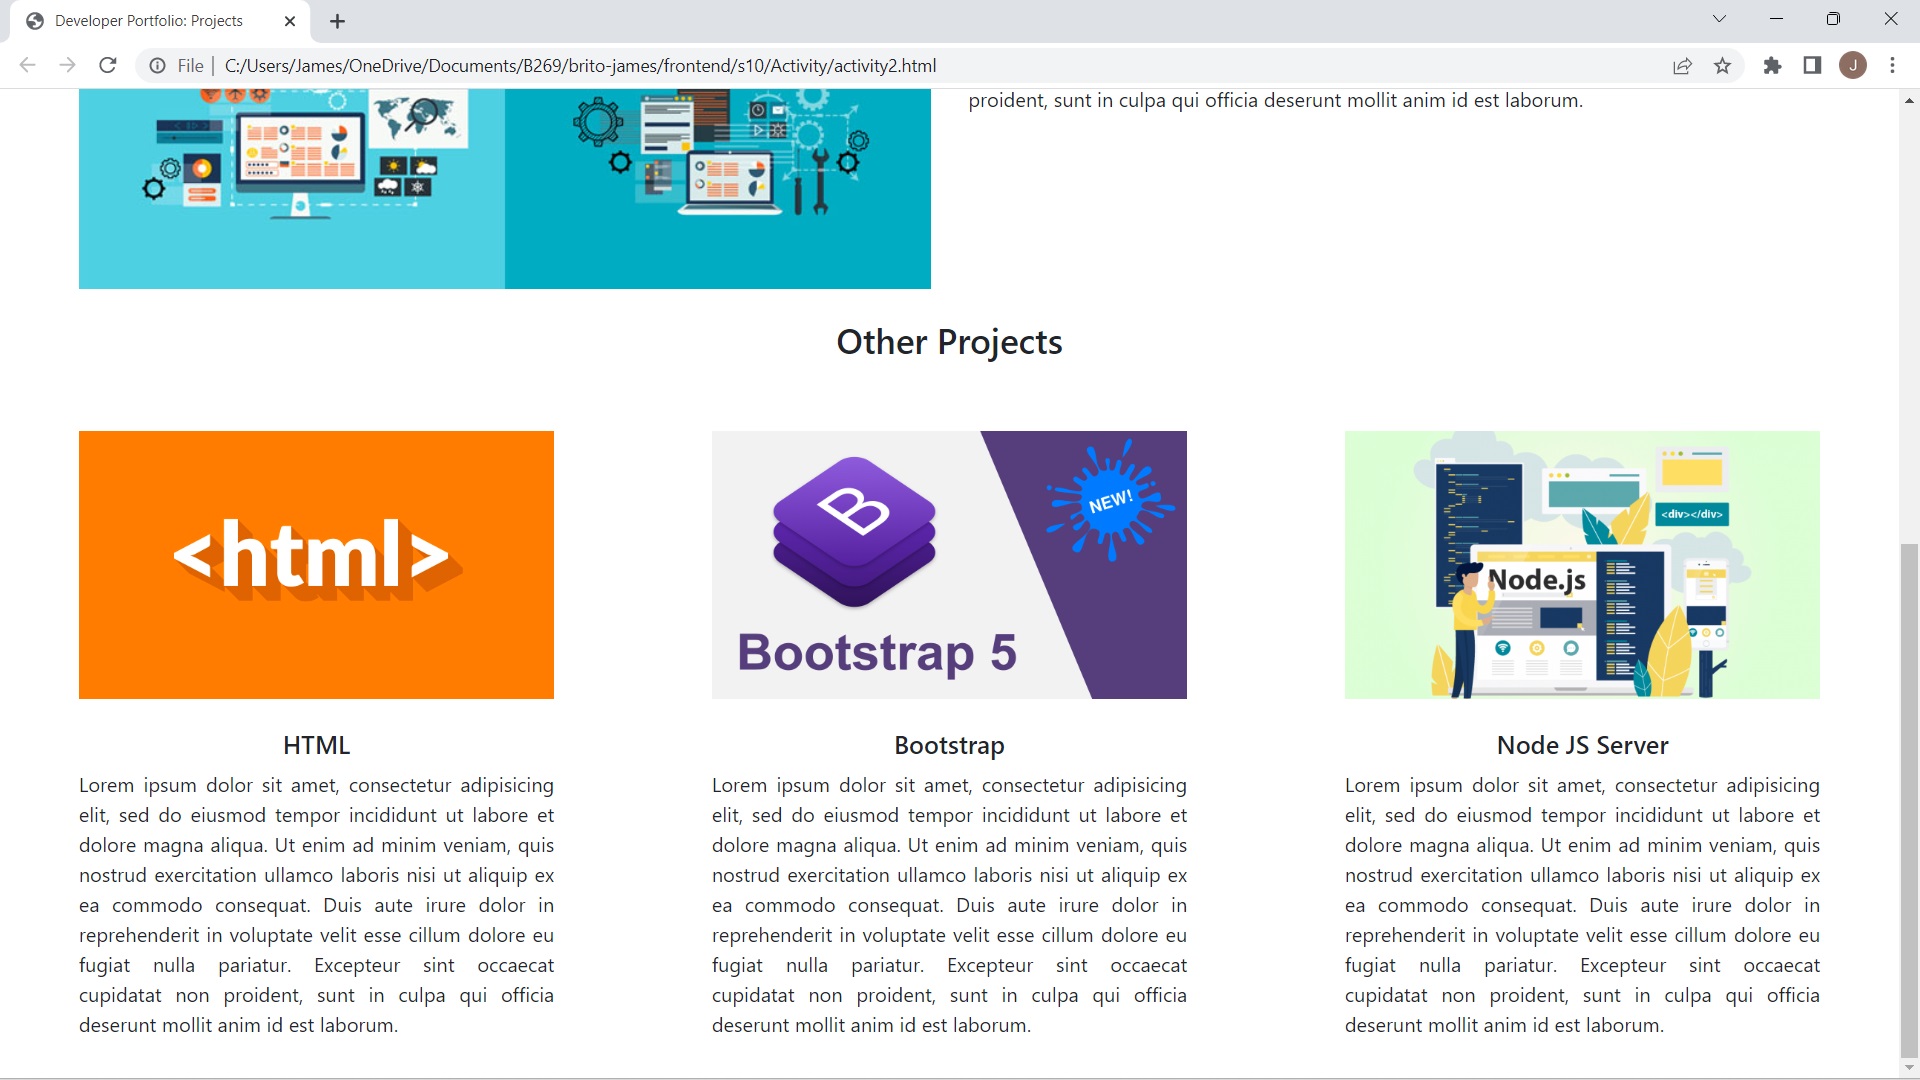 Developer Portfolio: Projects
File
C:/Users/James/OneDrive/Documents/B269/brito-james/frontend/s10/Activity/activity2.html
J
proident, sunt in culpa qui officia deserunt mollit anim id est laborum.
Other Projects
<html>
B
NEW!
Bootstrap 5
<div></div>
Node.js
HTML
Lorem ipsum dolor sit amet, consectetur adipisicing
elit, sed do eiusmod tempor incididunt ut labore et
dolore magna aliqua. Ut enim ad minim veniam, quis
nostrud exercitation ullamco laboris nisi ut aliquip ex
ea commodo consequat. Duis aute irure dolor in
reprehenderit in voluptate velit esse cillum dolore eu
fugiat nulla pariatur. Excepteur sint occaecat
cupidatat non proident, sunt in culpa qui officia
deserunt mollit anim id est laborum.
Bootstrap
Lorem ipsum dolor sit amet, consectetur adipisicing
elit, sed do eiusmod tempor incididunt ut labore et
dolore magna aliqua. Ut enim ad minim veniam, quis
nostrud exercitation ullamco laboris nisi ut aliquip ex
ea commodo consequat. Duis aute irure dolor in
reprehenderit in voluptate velit esse cillum dolore eu
fugiat nulla pariatur. Excepteur sint occaecat
cupidatat non proident, sunt in culpa qui officia
deserunt mollit anim id est laborum.
Node JS Server
Lorem ipsum dolor sit amet, consectetur adipisicing
elit, sed do eiusmod tempor incididunt ut labore et
dolore magna aliqua. Ut enim ad minim veniam, quis
nostrud exercitation ullamco laboris nisi ut aliquip ex
ea commodo consequat. Duis aute irure dolor in
reprehenderit in voluptate velit esse cillum dolore eu
fugiat nulla pariatur. Excepteur sint occaecat
cupidatat non proident, sunt in culpa qui officia
deserunt mollit anim id est laborum.